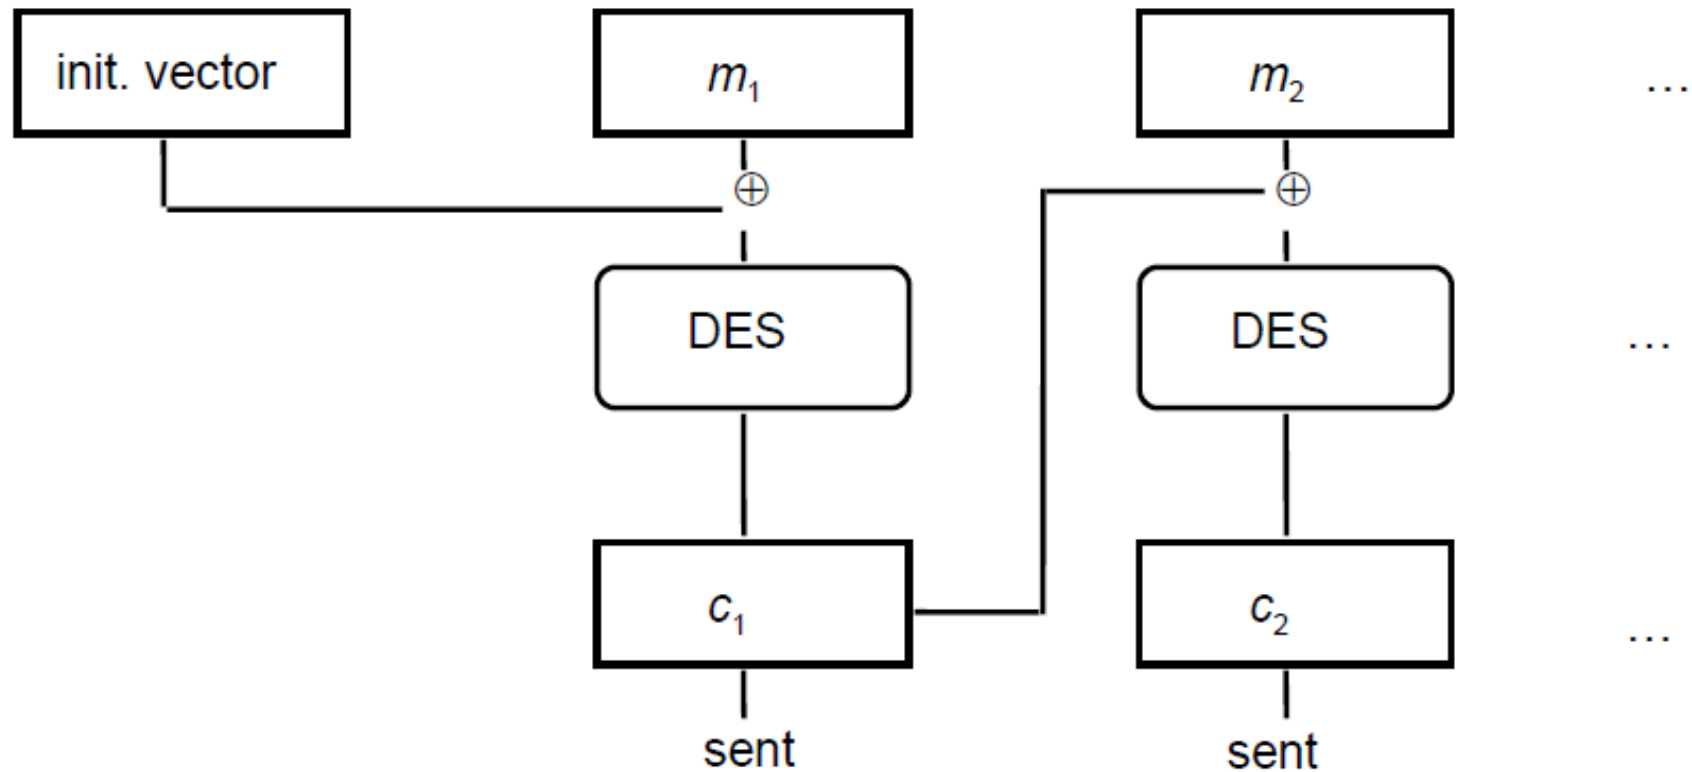 init. vector m₁ m₂ ...
⊕ ⊕
DES DES ...
c₁ c₂ ...
sent sent